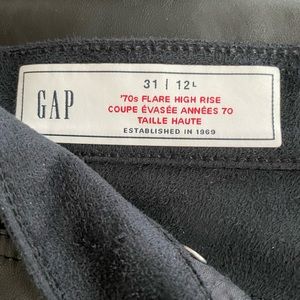 GAP
31 | 12L
'70s FLARE HIGH RISE
COUPE ÉVASÉE ANNÉES 70
TAILLE HAUTE
ESTABLISHED IN 1969